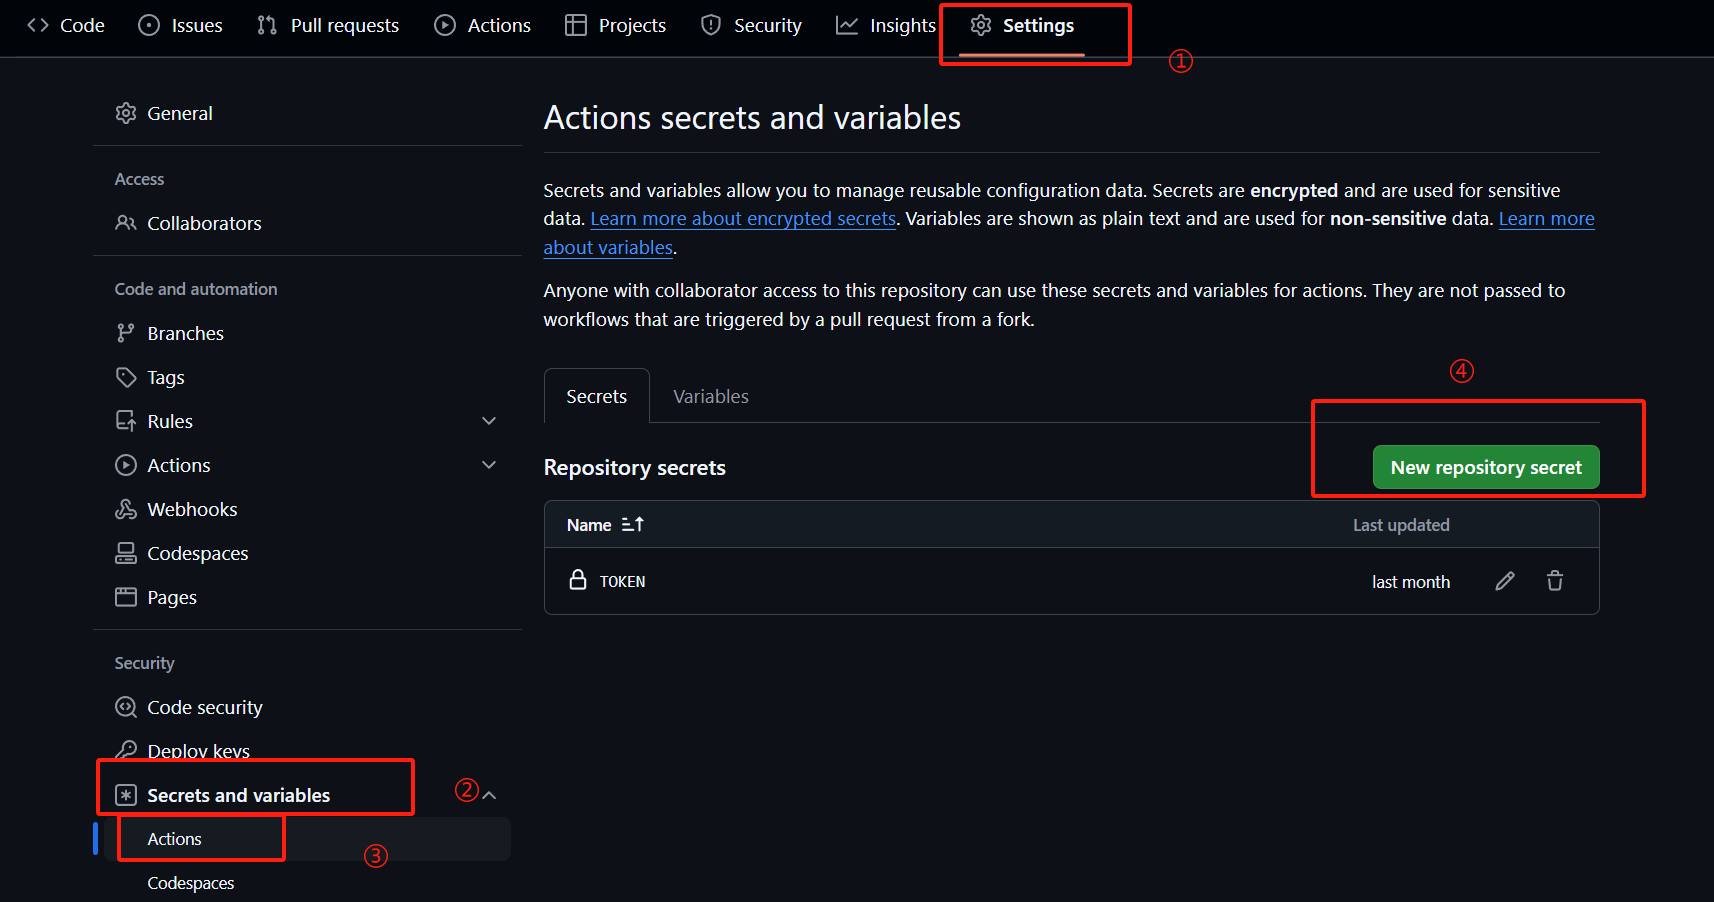 Code Issues Pull requests Actions Projects Security Insights Settings
①
General
Access
Collaborators
Code and automation
Branches
Tags
Rules
Actions
Webhooks
Codespaces
Pages
Security
Code security
Deploy keys
Secrets and variables ②
Actions
③
Codespaces
Actions secrets and variables
Secrets and variables allow you to manage reusable configuration data. Secrets are encrypted and are used for sensitive
data. Learn more about encrypted secrets. Variables are shown as plain text and are used for non-sensitive data. Learn more
about variables.
Anyone with collaborator access to this repository can use these secrets and variables for actions. They are not passed to
workflows that are triggered by a pull request from a fork.
④
Secrets Variables
Repository secrets New repository secret
Name Last updated
TOKEN last month